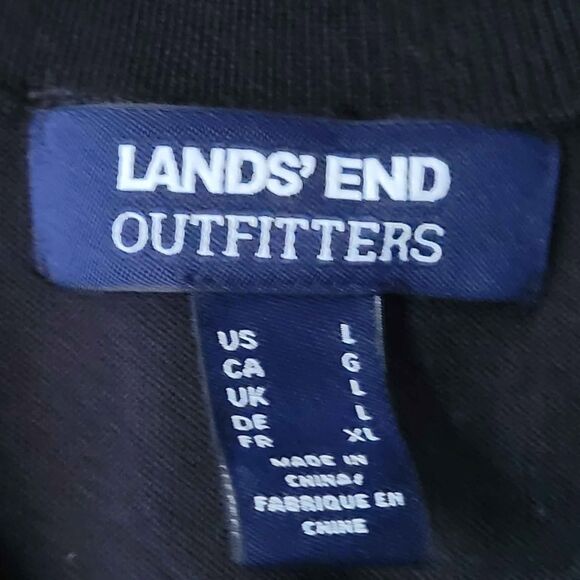 LANDS' END
OUTFITTERS
US L
CA G
UK L
DE L
FR XL
MADE IN
CHINA/
FABRIQUE EN
CHINE